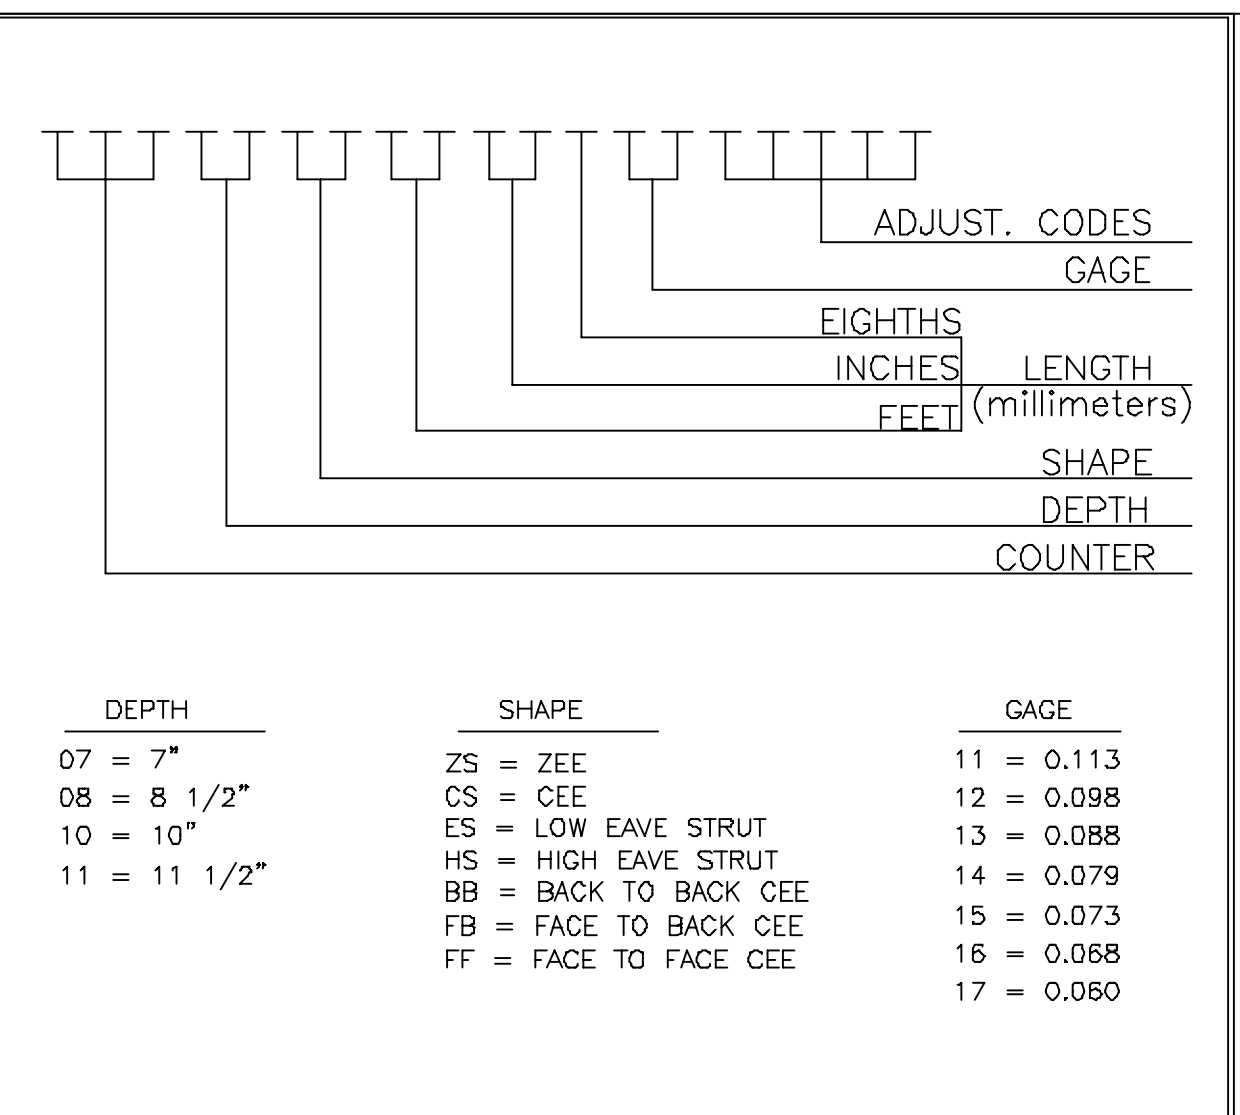 ADJUST. CODES
GAGE
EIGHTHS
INCHES LENGTH
(millimeters)
FEET
SHAPE
DEPTH
COUNTER
DEPTH
07 = 7"
08 = 8 1/2"
10 = 10"
11 = 11 1/2"
SHAPE
ZS = ZEE
CS = CEE
ES = LOW EAVE STRUT
HS = HIGH EAVE STRUT
BB = BACK TO BACK CEE
FB = FACE TO BACK CEE
FF = FACE TO FACE CEE
GAGE
11 = 0.113
12 = 0.098
13 = 0.088
14 = 0.079
15 = 0.073
16 = 0.068
17 = 0.060